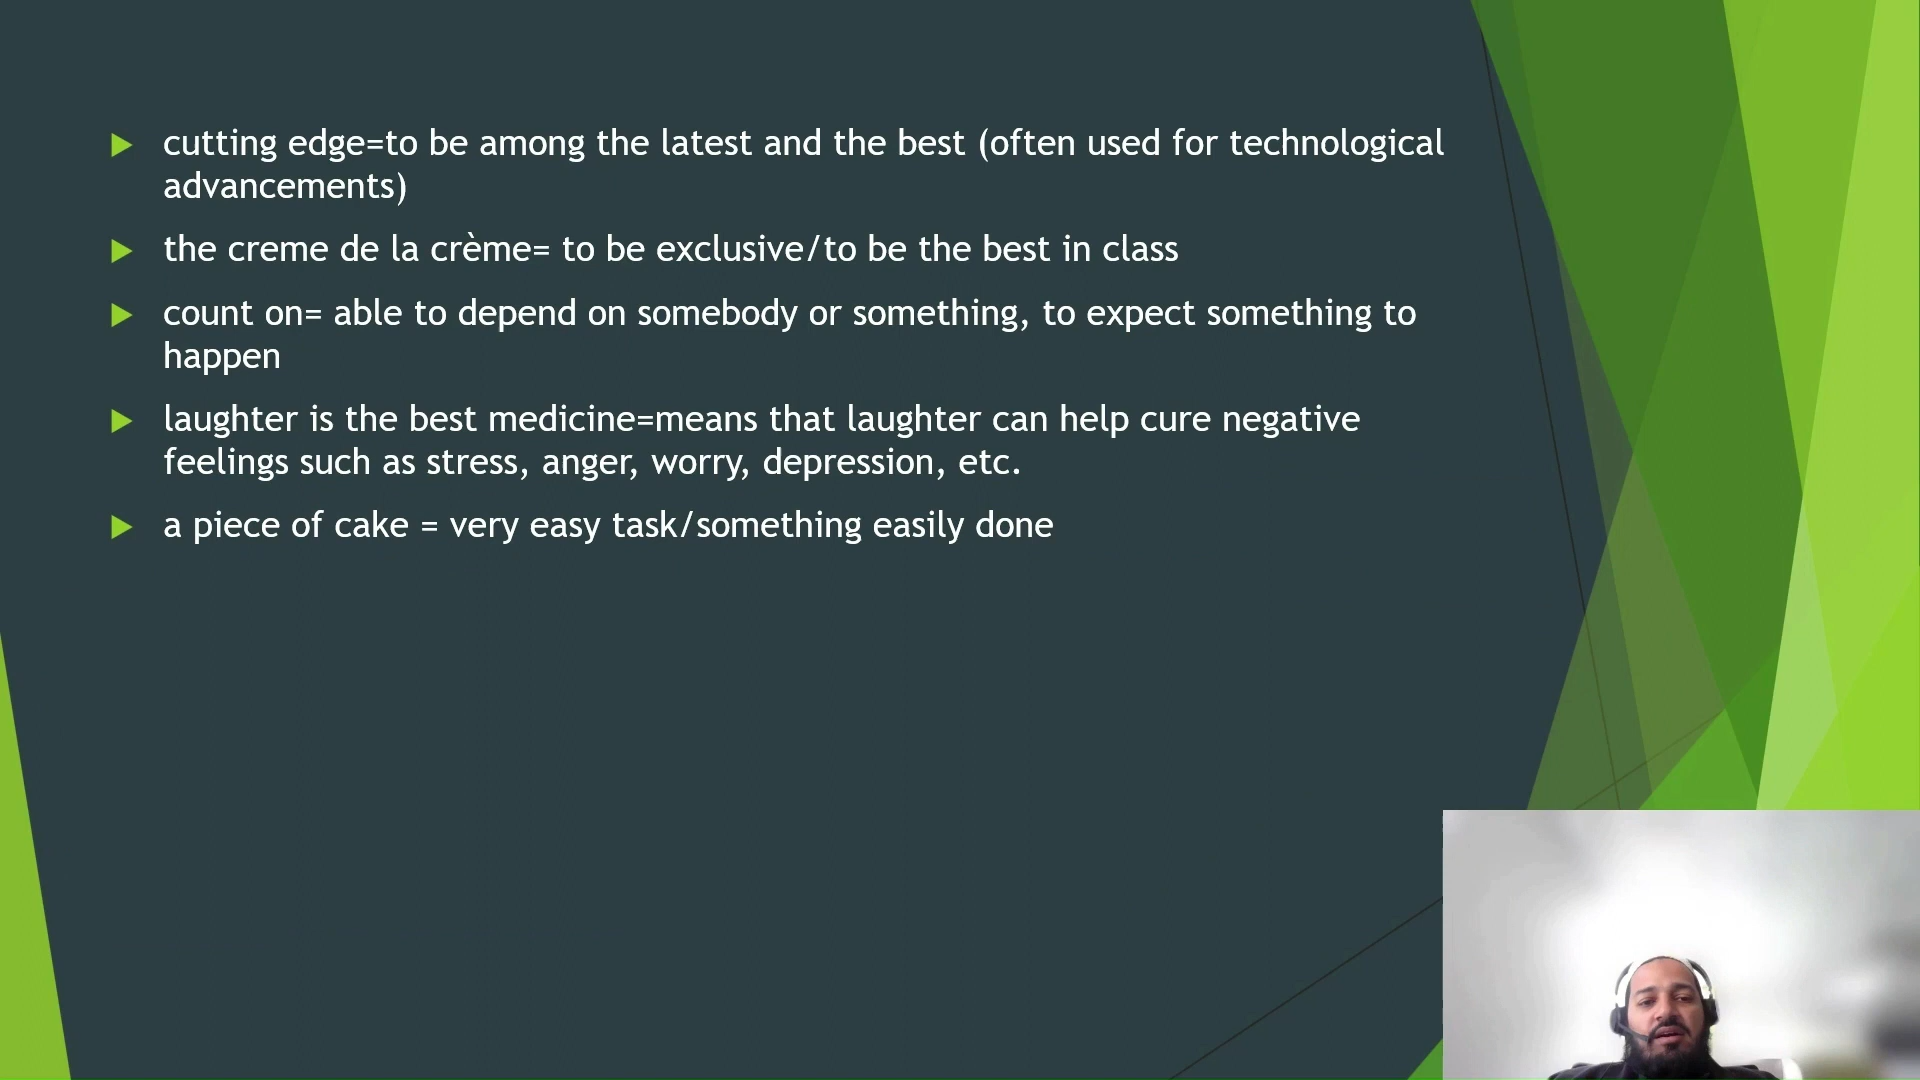 cutting edge=to be among the latest and the best (often used for technological
advancements)
the creme de la crème= to be exclusive/to be the best in class
count on= able to depend on somebody or something, to expect something to
happen
laughter is the best medicine=means that laughter can help cure negative
feelings such as stress, anger, worry, depression, etc.
a piece of cake = very easy task/something easily done